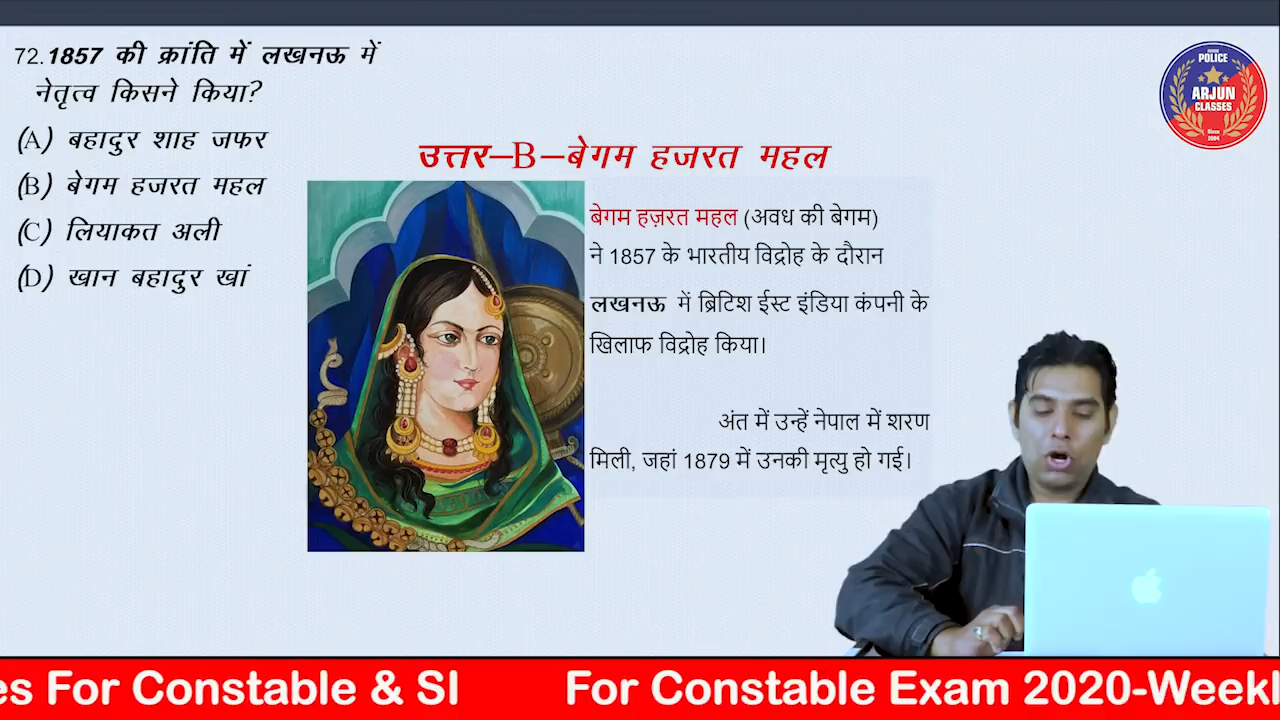 72. 1857 की क्रांति में लखनऊ में
नेतृत्व किसने किया?
(A) बहादुर शाह जफर
(B) बेगम हजरत महल
(C) लियाकत अली
(D) खान बहादुर खां
उत्तर–B–बेगम हजरत महल
बेगम हज़रत महल (अवध की बेगम)
ने 1857 के भारतीय विद्रोह के दौरान
लखनऊ में ब्रिटिश ईस्ट इंडिया कंपनी के
खिलाफ विद्रोह किया।
अंत में उन्हें नेपाल में शरण
मिली, जहां 1879 में उनकी मृत्यु हो गई।
POLICE
ARJUN
CLASSES
Since
2004
es For Constable & SI For Constable Exam 2020-Weekl